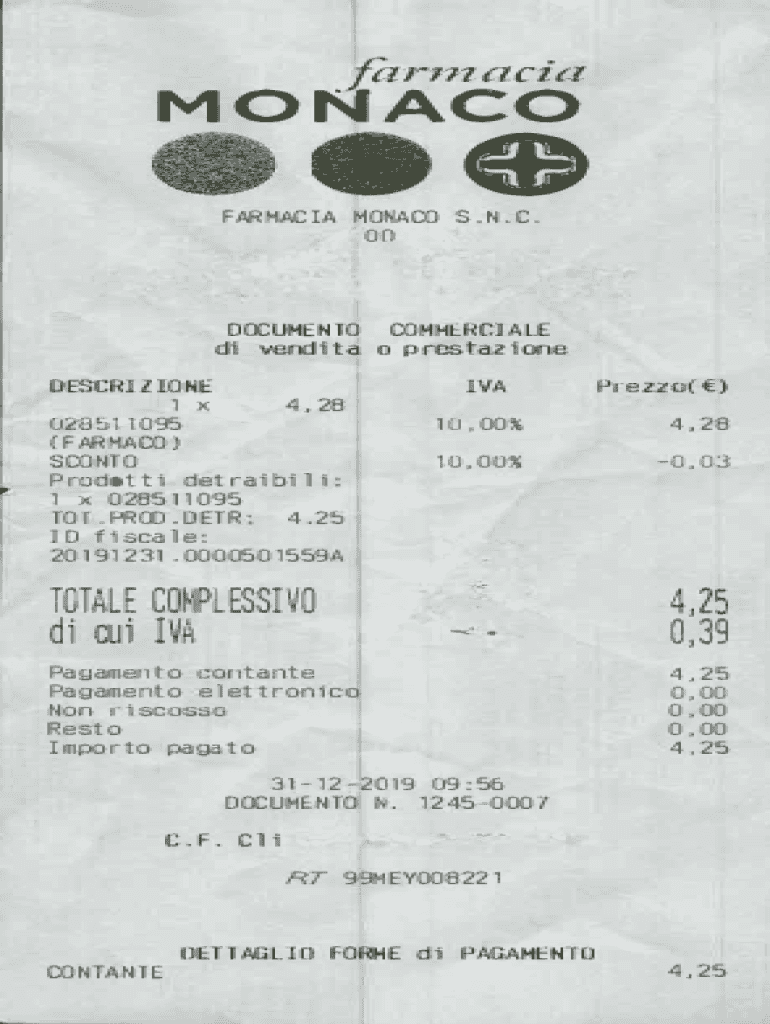 farmacia
MONACO
FARMACIA MONACO S.N.C.
00
DOCUMENTO COMMERCIALE
di vendita o prestazione
DESCRIZIONE IVA Prezzo(€)
1 x 4,28
028511095 10,00% 4,28
(FARMACO)
SCONTO 10,00% -0,03
Prodotti detraibili:
1 x 028511095
TOT.PROD.DETR: 4.25
ID fiscale:
20191231.0000501559A
TOTALE COMPLESSIVO 4,25
di cui IVA 0,39
Pagamento contante 4,25
Pagamento elettronico 0,00
Non riscosso 0,00
Resto 0,00
Importo pagato 4,25
31-12-2019 09:56
DOCUMENTO N. 1245-0007
C.F. Cli
RT 99MEY008221
DETTAGLIO FORME di PAGAMENTO
CONTANTE 4,25